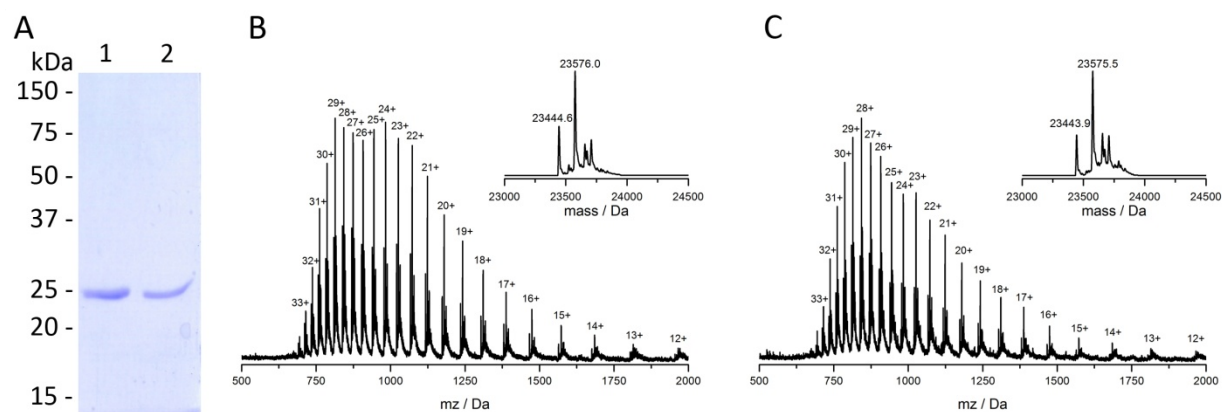 A
1 2
kDa
150 -
75 -
50 -
37 -
25 -
20 -
15 -
B
23576.0
23444.6
23000 23500 24000 24500
mass / Da
33+ 32+ 31+ 30+ 29+ 28+ 27+ 26+ 25+ 24+ 23+ 22+ 21+ 20+ 19+ 18+ 17+ 16+ 15+ 14+ 13+ 12+
500 750 1000 1250 1500 1750 2000
mz / Da
C
23575.5
23443.9
23000 23500 24000 24500
mass / Da
33+ 32+ 31+ 30+ 29+ 28+ 27+ 26+ 25+ 24+ 23+ 22+ 21+ 20+ 19+ 18+ 17+ 16+ 15+ 14+ 13+ 12+
500 750 1000 1250 1500 1750 2000
mz / Da